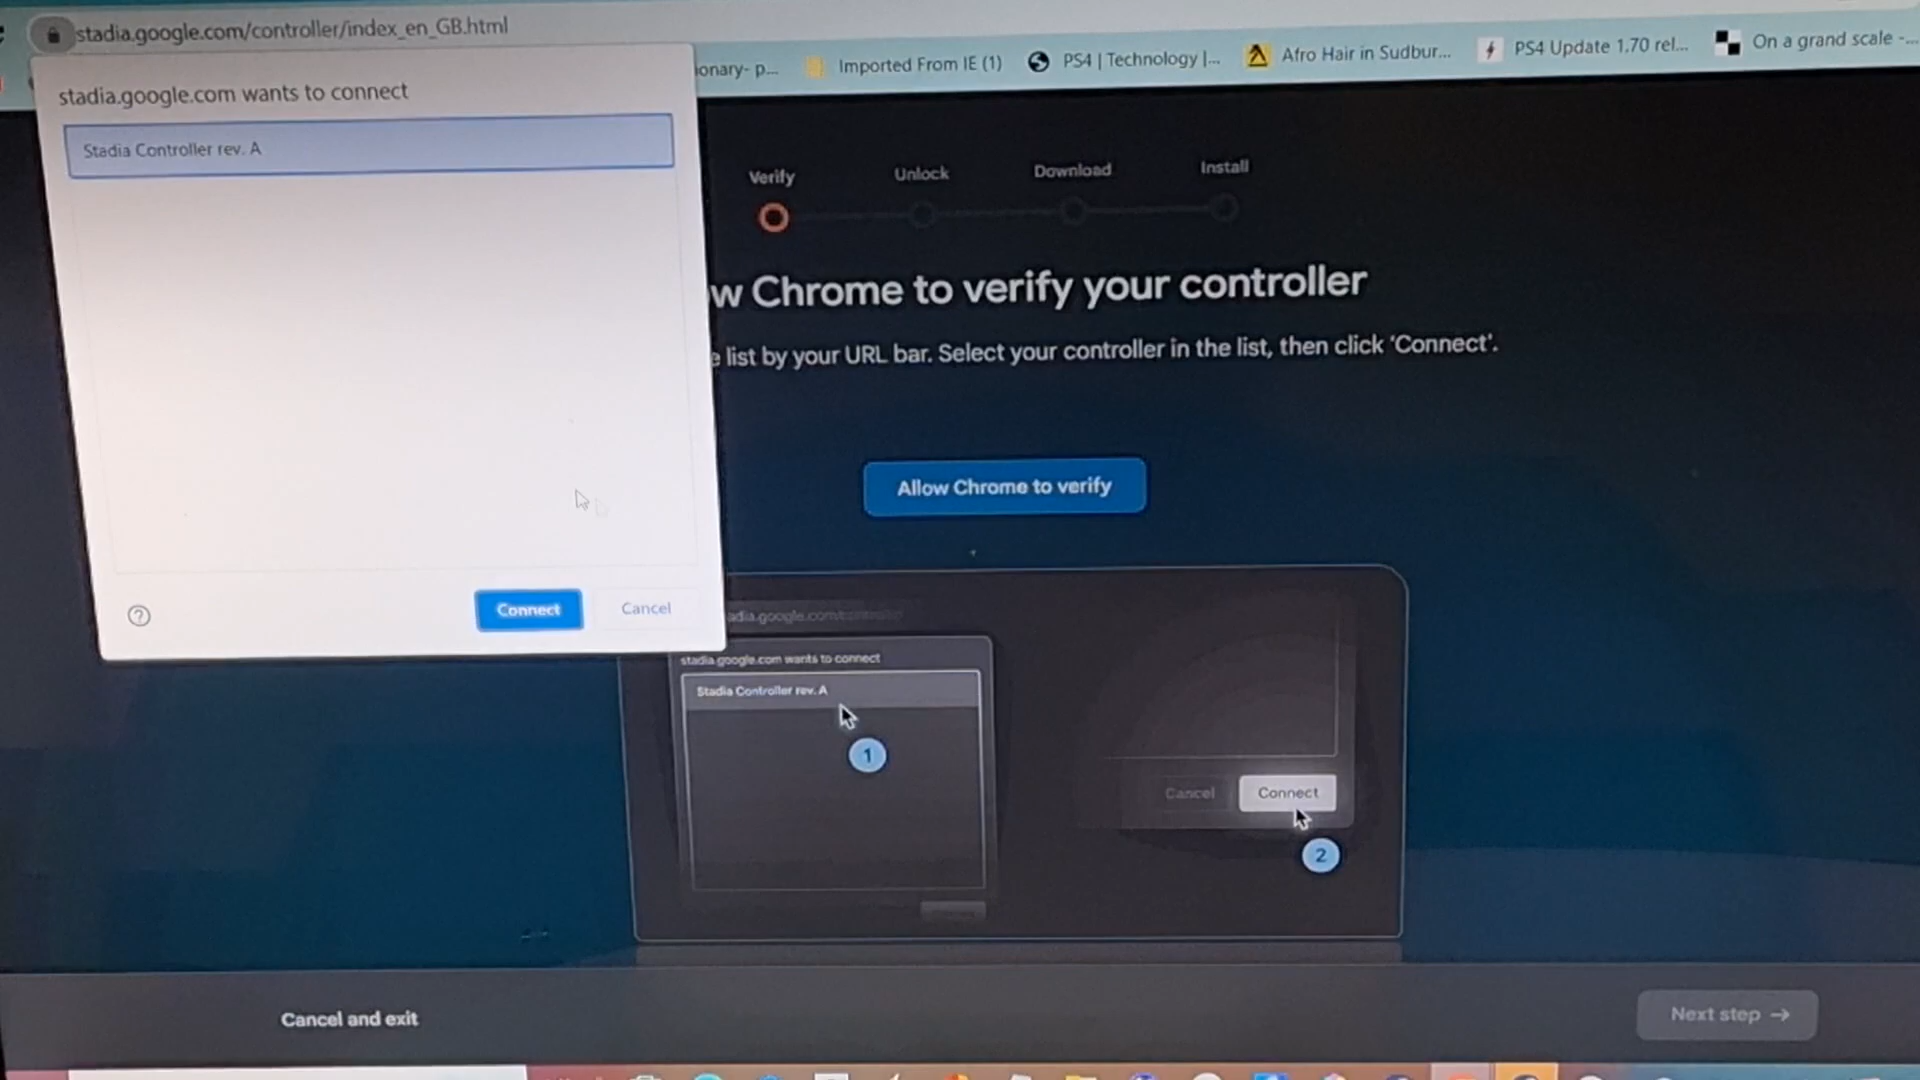 stadia.google.com/controller/index_en_GB.html
ionary- p...
Imported From IE (1)
PS4 | Technology |...
Afro Hair in Sudbur...
PS4 Update 1.70 rel...
On a grand scale -...
stadia.google.com wants to connect
Stadia Controller rev. A
Connect
Cancel
Verify
Unlock
Download
Install
w Chrome to verify your controller
e list by your URL bar. Select your controller in the list, then click 'Connect'.
Allow Chrome to verify
adia.google.com/controller
stadia.google.com wants to connect
Stadia Controller rev. A
1
Cancel
Connect
2
Cancel and exit
Next step →